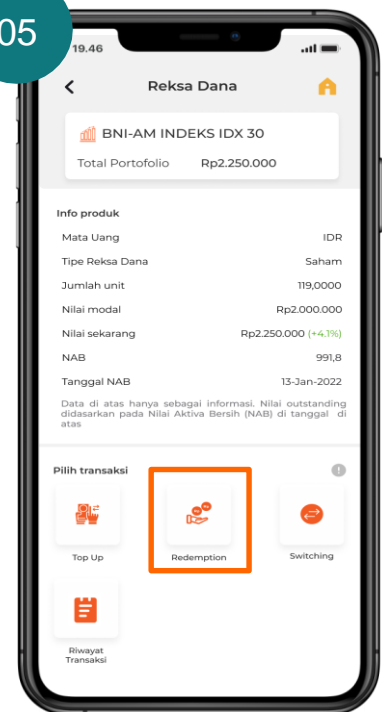 05
19.46
Reksa Dana
BNI-AM INDEKS IDX 30
Total Portofolio Rp2.250.000
Info produk
Mata Uang IDR
Tipe Reksa Dana Saham
Jumlah unit 119,0000
Nilai modal Rp2.000.000
Nilai sekarang Rp2.250.000 (+4.1%)
NAB 991,8
Tanggal NAB 13-Jan-2022
Data di atas hanya sebagai informasi. Nilai outstanding
didasarkan pada Nilai Aktiva Bersih (NAB) di tanggal di
atas
Pilih transaksi
Top Up Redemption Switching
Riwayat
Transaksi